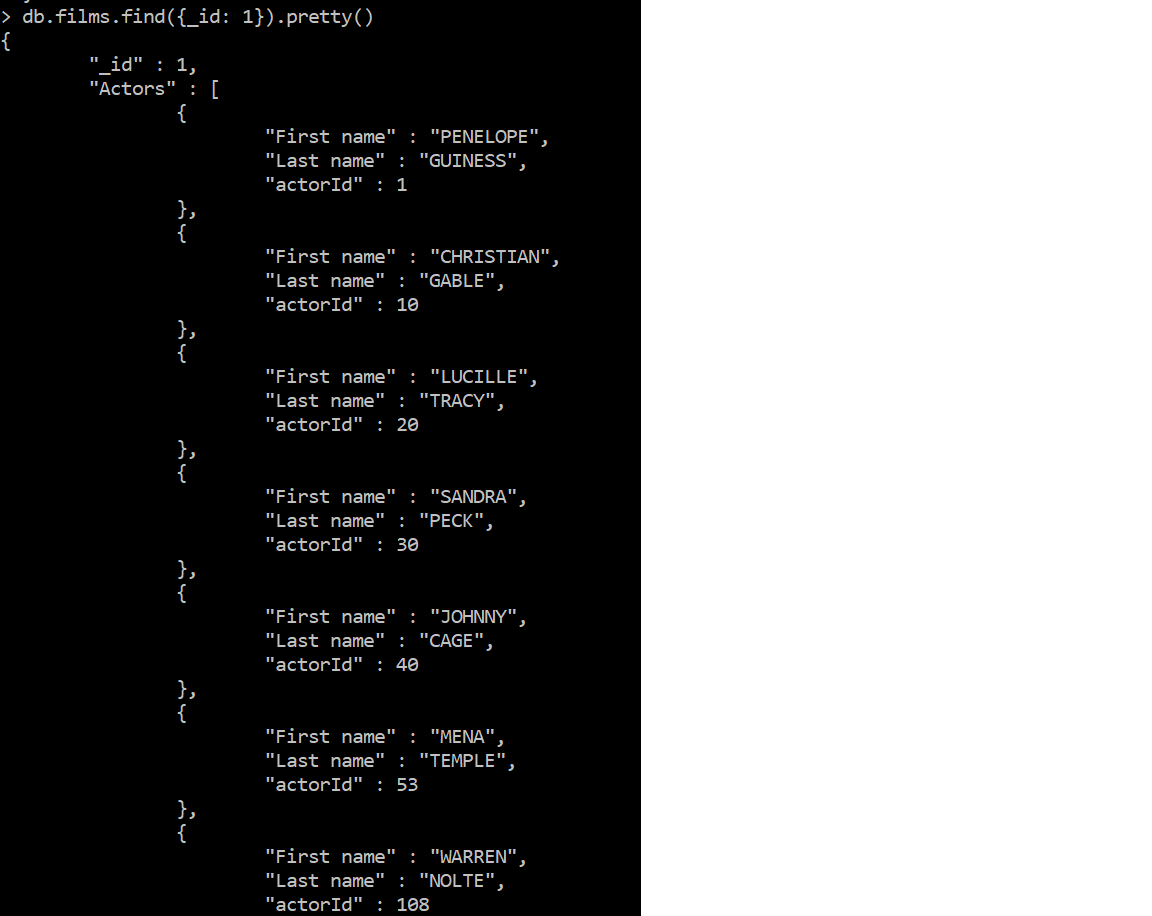 > db.films.find({_id: 1}).pretty()
{
        "_id" : 1,
        "Actors" : [
                {
                        "First name" : "PENELOPE",
                        "Last name" : "GUINESS",
                        "actorId" : 1
                },
                {
                        "First name" : "CHRISTIAN",
                        "Last name" : "GABLE",
                        "actorId" : 10
                },
                {
                        "First name" : "LUCILLE",
                        "Last name" : "TRACY",
                        "actorId" : 20
                },
                {
                        "First name" : "SANDRA",
                        "Last name" : "PECK",
                        "actorId" : 30
                },
                {
                        "First name" : "JOHNNY",
                        "Last name" : "CAGE",
                        "actorId" : 40
                },
                {
                        "First name" : "MENA",
                        "Last name" : "TEMPLE",
                        "actorId" : 53
                },
                {
                        "First name" : "WARREN",
                        "Last name" : "NOLTE",
                        "actorId" : 108